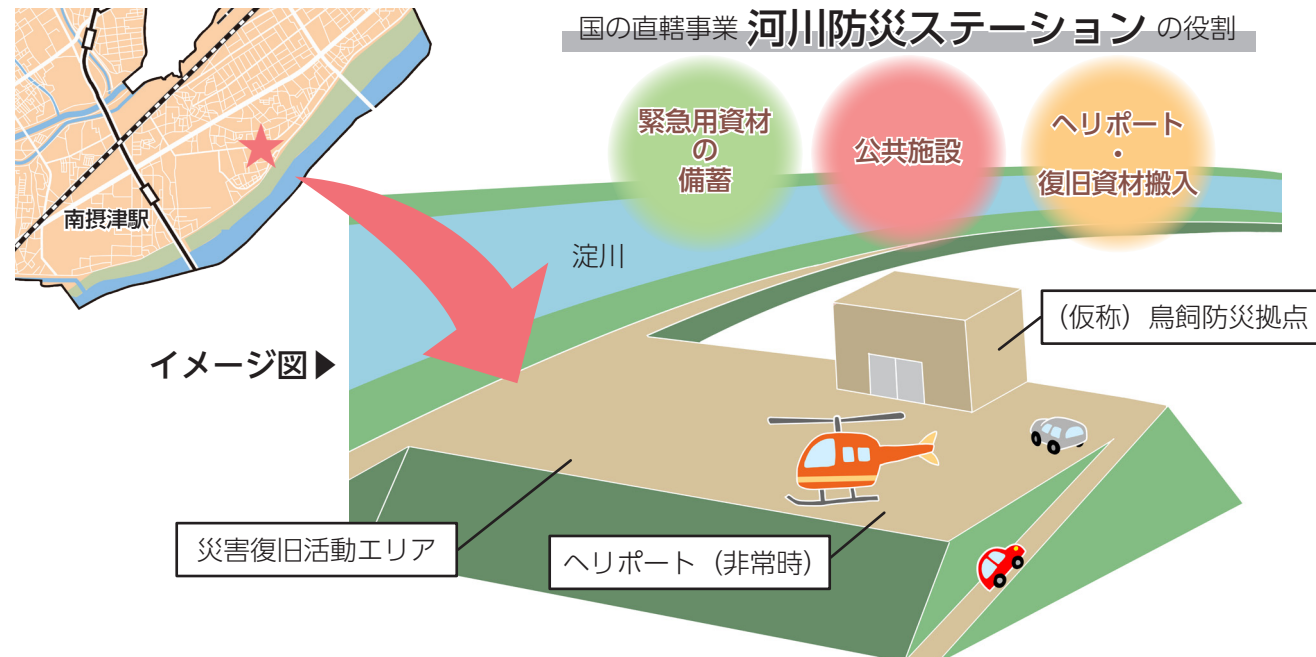 国の直轄事業 河川防災ステーション の役割
緊急用資材
の
備蓄
公共施設
ヘリポート
・
復旧資材搬入
南摂津駅
淀川
(仮称)鳥飼防災拠点
イメージ図▶
災害復旧活動エリア
ヘリポート(非常時)